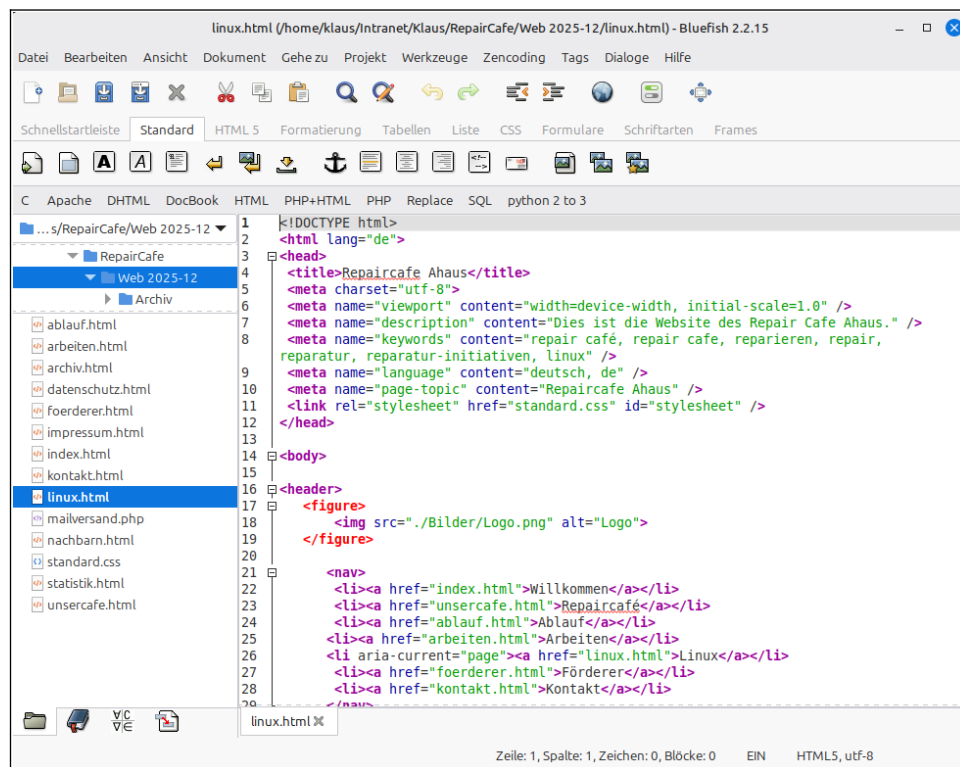 linux.html (/home/klaus/Intranet/Klaus/RepairCafe/Web 2025-12/linux.html) - Bluefish 2.2.15
Datei Bearbeiten Ansicht Dokument Gehe zu Projekt Werkzeuge Zencoding Tags Dialoge Hilfe
Schnellstartleiste Standard HTML 5 Formatierung Tabellen Liste CSS Formulare Schriftarten Frames
C Apache DHTML DocBook HTML PHP+HTML PHP Replace SQL python 2 to 3
...s/RepairCafe/Web 2025-12
RepairCafe
Web 2025-12
Archiv
ablauf.html
arbeiten.html
archiv.html
datenschutz.html
foerderer.html
impressum.html
index.html
kontakt.html
linux.html
mailversand.php
nachbarn.html
standard.css
statistik.html
unsercafe.html
1 <!DOCTYPE html>
2 <html lang="de">
3 <head>
4 <title>Repaircafe Ahaus</title>
5 <meta charset="utf-8">
6 <meta name="viewport" content="width=device-width, initial-scale=1.0" />
7 <meta name="description" content="Dies ist die Website des Repair Cafe Ahaus." />
8 <meta name="keywords" content="repair café, repair cafe, reparieren, repair,
reparatur, reparatur-initiativen, linux" />
9 <meta name="language" content="deutsch, de" />
10 <meta name="page-topic" content="Repaircafe Ahaus" />
11 <link rel="stylesheet" href="standard.css" id="stylesheet" />
12 </head>
13
14 <body>
15
16 <header>
17 <figure>
18 <img src="./Bilder/Logo.png" alt="Logo">
19 </figure>
20
21 <nav>
22 <li><a href="index.html">Willkommen</a></li>
23 <li><a href="unsercafe.html">Repaircafé</a></li>
24 <li><a href="ablauf.html">Ablauf</a></li>
25 <li><a href="arbeiten.html">Arbeiten</a></li>
26 <li aria-current="page"><a href="linux.html">Linux</a></li>
27 <li><a href="foerderer.html">Förderer</a></li>
28 <li><a href="kontakt.html">Kontakt</a></li>
29 </nav>
linux.html
Zeile: 1, Spalte: 1, Zeichen: 0, Blöcke: 0 EIN HTML5, utf-8